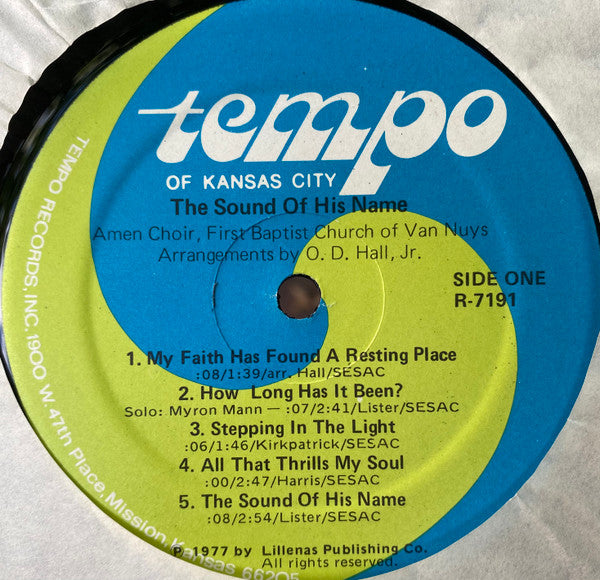 tempo
OF KANSAS CITY
The Sound Of His Name
Amen Choir, First Baptist Church of Van Nuys
Arrangements by O. D. Hall, Jr.
SIDE ONE
R-7191
1. My Faith Has Found A Resting Place
:08/1:39/arr. Hall/SESAC
2. How Long Has It Been?
Solo: Myron Mann — :07/2:41/Lister/SESAC
3. Stepping In The Light
:06/1:46/Kirkpatrick/SESAC
4. All That Thrills My Soul
:00/2:47/Harris/SESAC
5. The Sound Of His Name
:08/2:54/Lister/SESAC
P. 1977 by Lillenas Publishing Co.
All rights reserved.
TEMPO RECORDS, INC. 1900 W. 47th Place, Mission, Kansas 66205